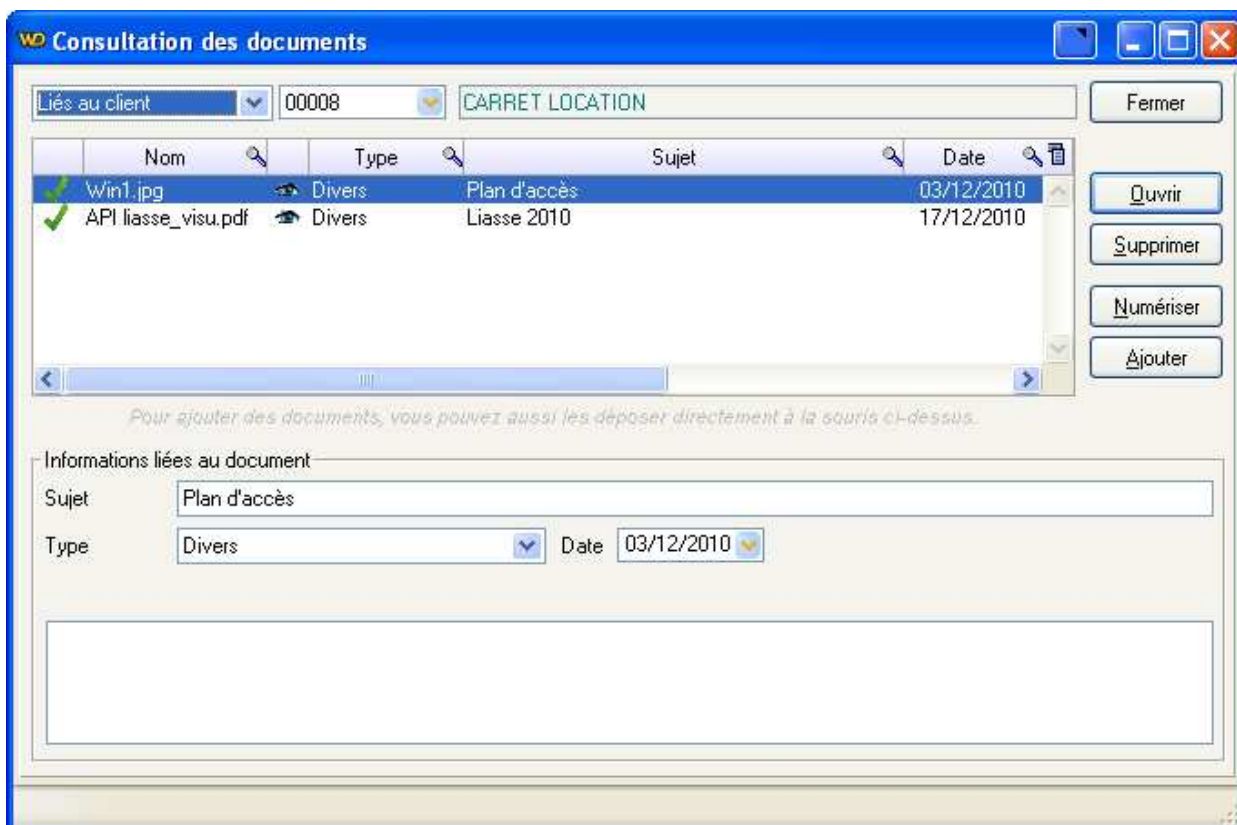 WD Consultation des documents
Liés au client 00008 CARRET LOCATION Fermer
Nom Type Sujet Date
Win1.jpg Divers Plan d'accès 03/12/2010 Ouvrir
API liasse_visu.pdf Divers Liasse 2010 17/12/2010
Supprimer
Numériser
Ajouter
Pour ajouter des documents, vous pouvez aussi les déposer directement à la souris ci-dessus.
Informations liées au document
Sujet Plan d'accès
Type Divers Date 03/12/2010